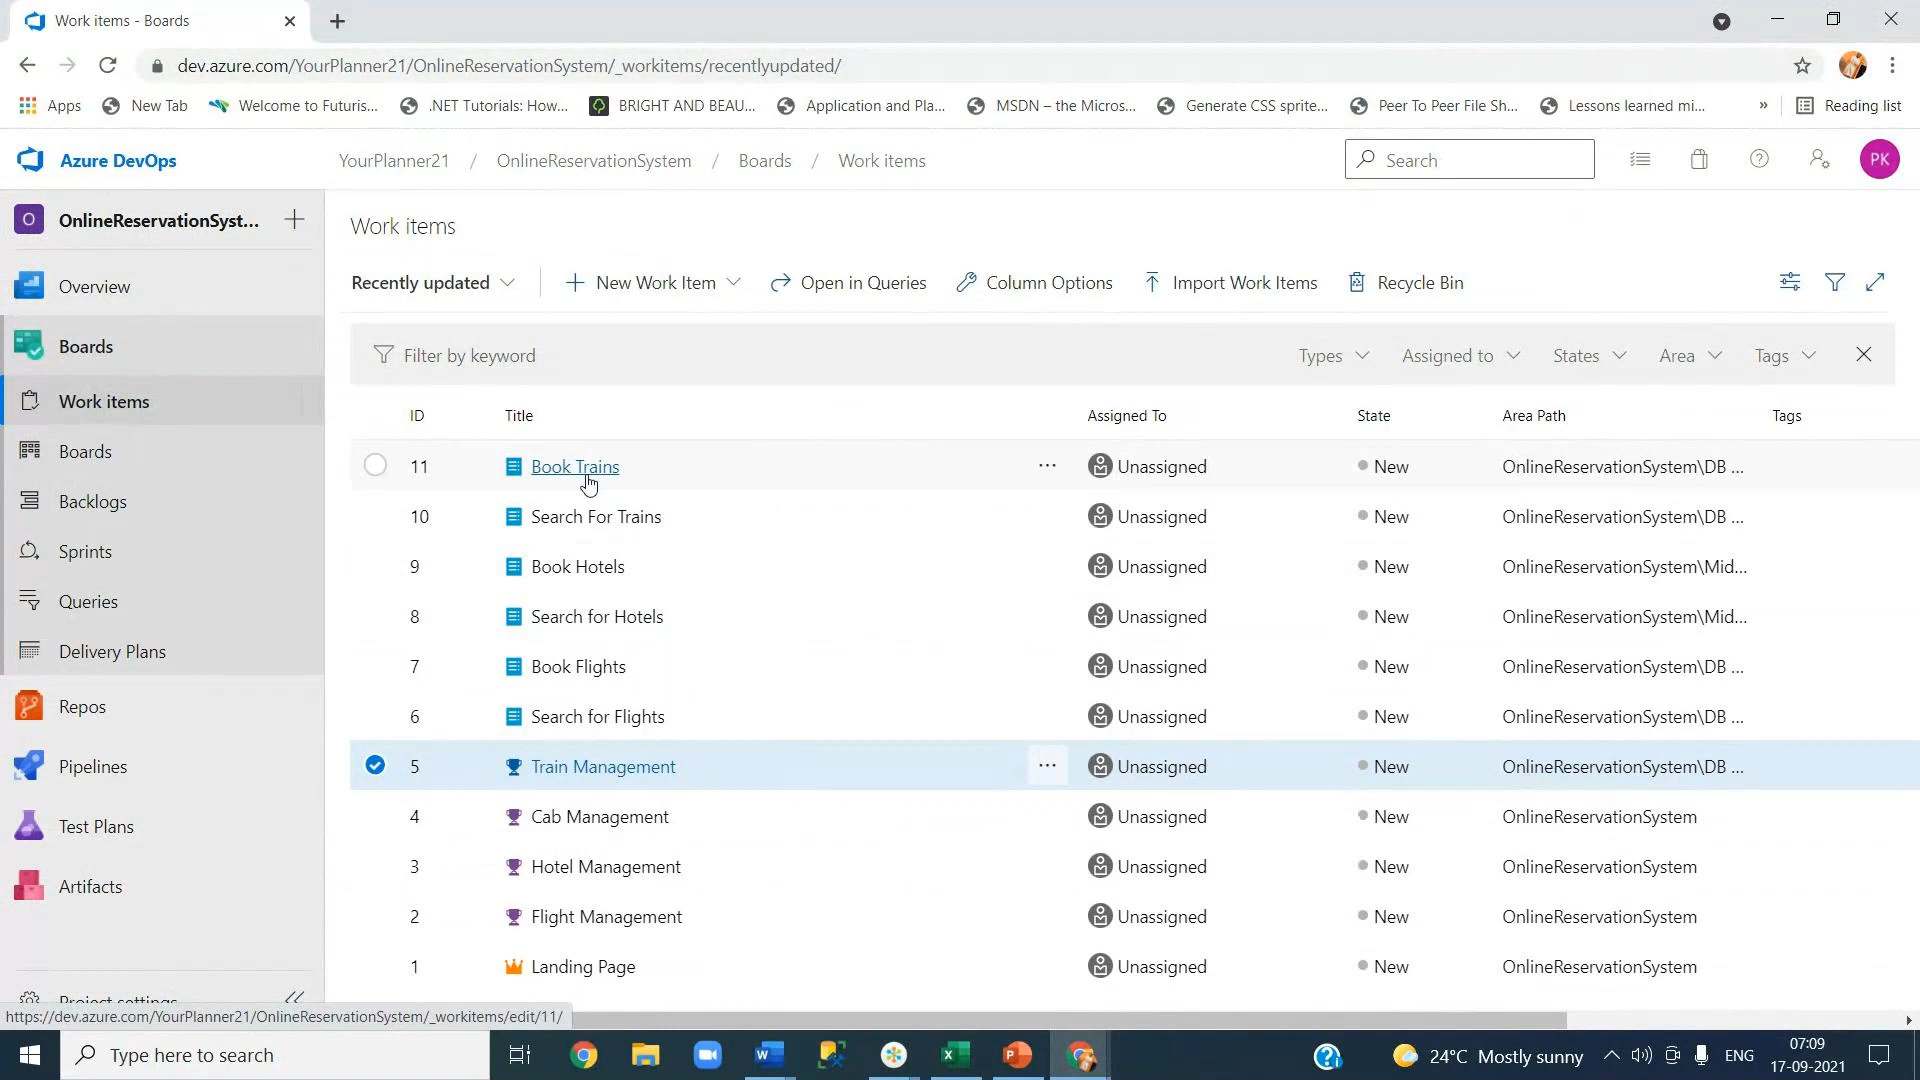 Work items - Boards
dev.azure.com/YourPlanner21/OnlineReservationSystem/_workitems/recentlyupdated/
Apps New Tab Welcome to Futuris... .NET Tutorials: How... BRIGHT AND BEAU... Application and Pla... MSDN – the Micros... Generate CSS sprite... Peer To Peer File Sh... Lessons learned mi... » Reading list
Azure DevOps YourPlanner21 / OnlineReservationSystem / Boards / Work items Search PK
O OnlineReservationSyst...
Work items
Overview
Recently updated New Work Item Open in Queries Column Options Import Work Items Recycle Bin
Boards
Filter by keyword Types Assigned to States Area Tags
Work items
ID Title Assigned To State Area Path Tags
Boards
11 Book Trains ... Unassigned New OnlineReservationSystem\DB ...
Backlogs
10 Search For Trains Unassigned New OnlineReservationSystem\DB ...
Sprints
9 Book Hotels Unassigned New OnlineReservationSystem\Mid...
Queries
8 Search for Hotels Unassigned New OnlineReservationSystem\Mid...
Delivery Plans
7 Book Flights Unassigned New OnlineReservationSystem\DB ...
Repos
6 Search for Flights Unassigned New OnlineReservationSystem\DB ...
Pipelines
5 Train Management ... Unassigned New OnlineReservationSystem\DB ...
Test Plans
4 Cab Management Unassigned New OnlineReservationSystem
Artifacts
3 Hotel Management Unassigned New OnlineReservationSystem
2 Flight Management Unassigned New OnlineReservationSystem
1 Landing Page Unassigned New OnlineReservationSystem
Project settings
https://dev.azure.com/YourPlanner21/OnlineReservationSystem/_workitems/edit/11/
Type here to search
24°C Mostly sunny ENG
07:09
17-09-2021